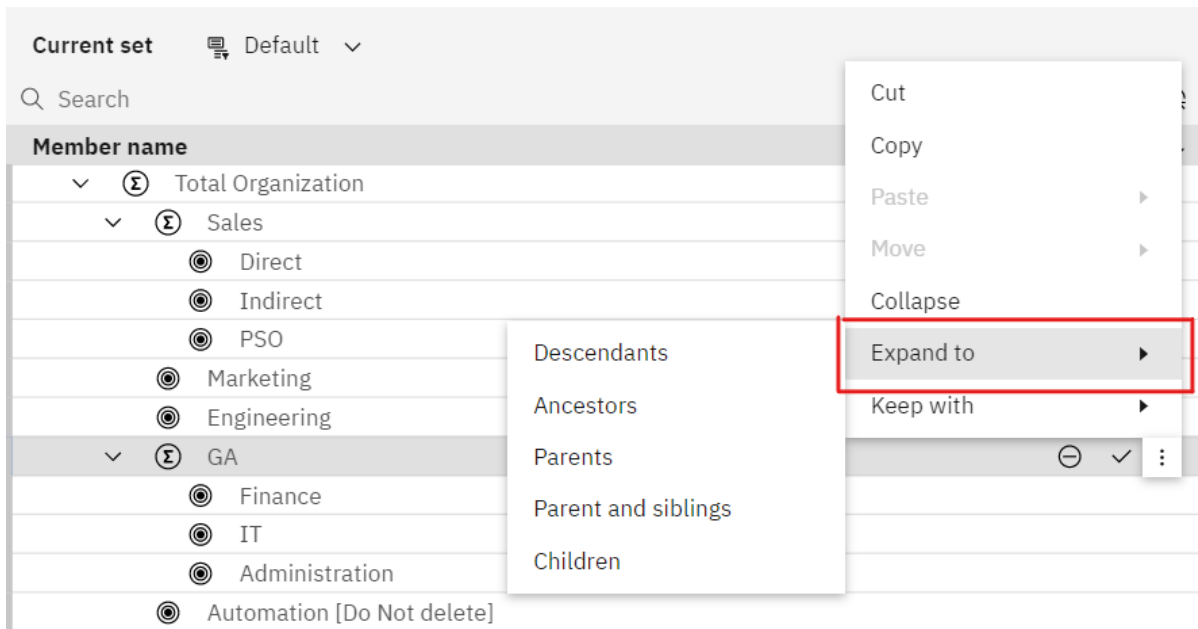 Current set Default
Search
Member name
Total Organization
Sales
Direct
Indirect
PSO
Marketing
Engineering
GA
Finance
IT
Administration
Automation [Do Not delete]
Descendants
Ancestors
Parents
Parent and siblings
Children
Cut
Copy
Paste
Move
Collapse
Expand to
Keep with